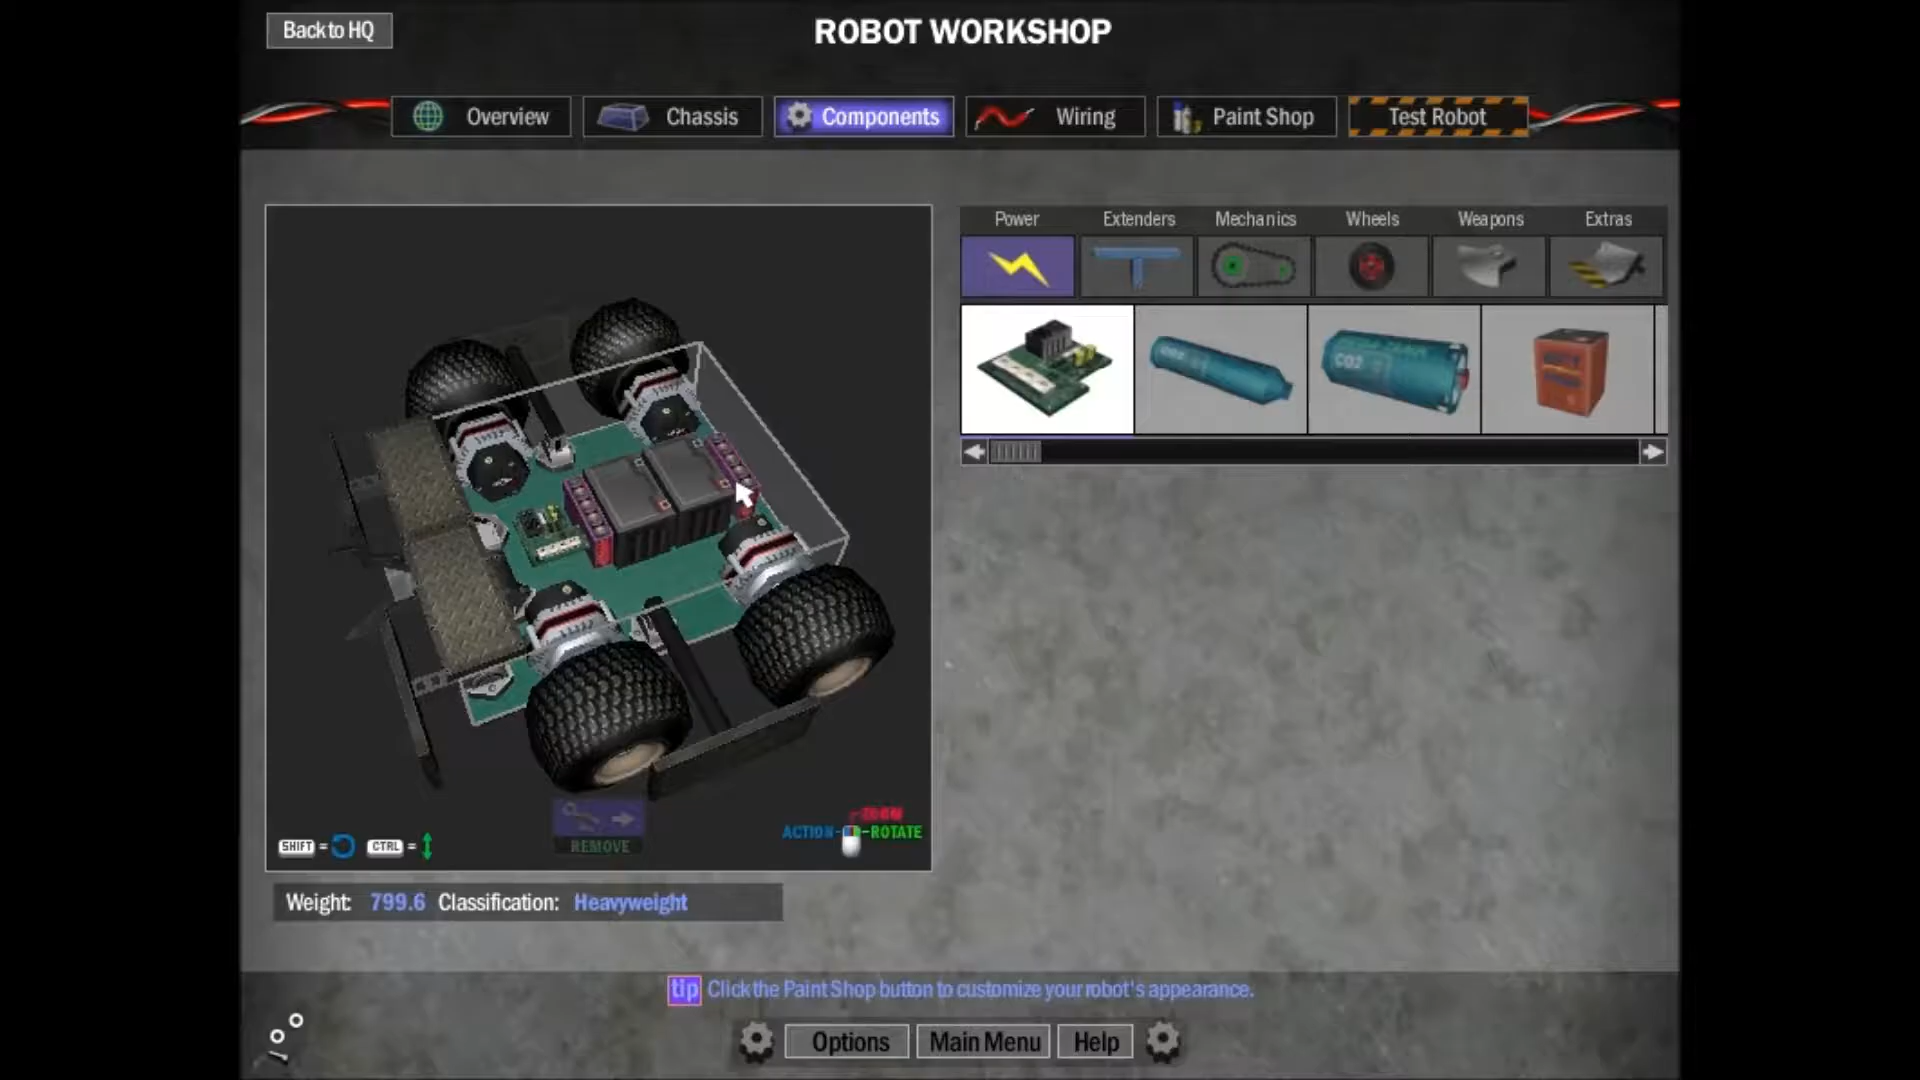 Back to HQ
ROBOT WORKSHOP
Overview
Chassis
Components
Wiring
Paint Shop
Test Robot
Power
Extenders
Mechanics
Wheels
Weapons
Extras
CO2
ZOOM
ACTION
ROTATE
SHIFT =
CTRL =
REMOVE
Weight: 799.6 Classification: Heavyweight
tip Click the Paint Shop button to customize your robot's appearance.
Options
Main Menu
Help